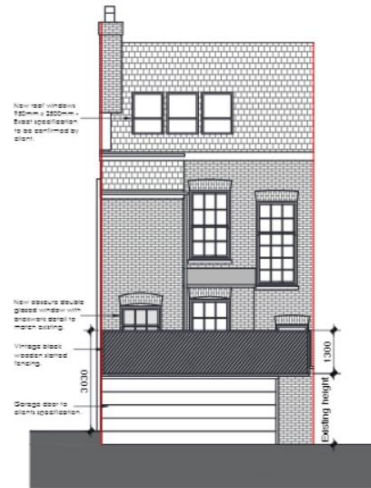 New roof windows
780mm x 2500mm -
Exact specification
to be confirmed by
client.
New obscure double
glazed window with
brickwork detail to
match existing.
Vintage black
wooden slatted
fencing.
Garage door to
clients specification.
3030
1300
Existing height